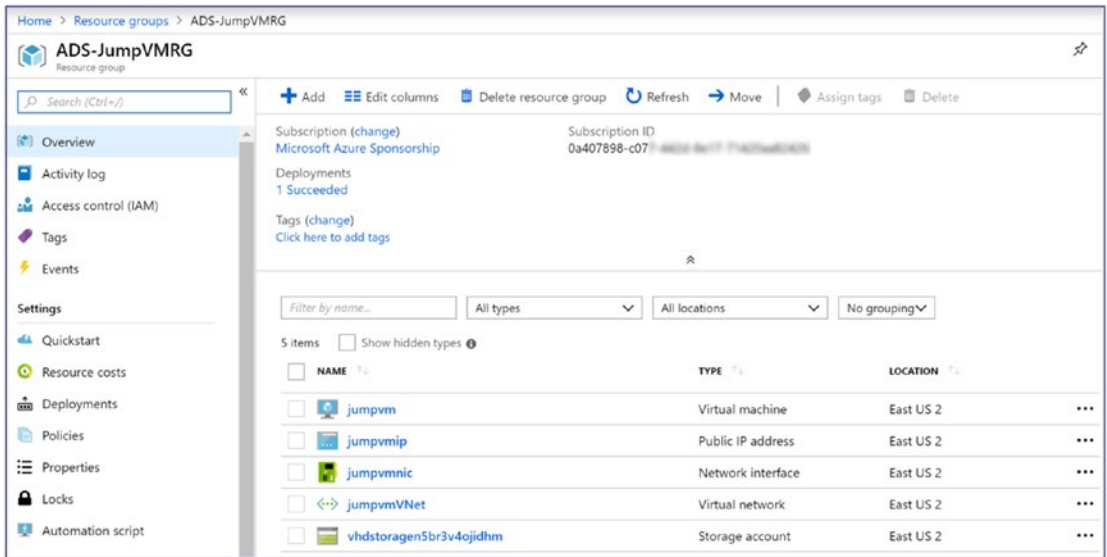 Home > Resource groups > ADS-JumpVMRG
ADS-JumpVMRG
Resource group
Search (Ctrl+/)
«
Overview
Activity log
Access control (IAM)
Tags
Events
Settings
Quickstart
Resource costs
Deployments
Policies
Properties
Locks
Automation script
Add Edit columns Delete resource group Refresh Move Assign tags Delete
Subscription (change)
Microsoft Azure Sponsorship
Subscription ID
0a407898-c07
Deployments
1 Succeeded
Tags (change)
Click here to add tags
Filter by name... All types All locations No grouping
5 items Show hidden types
NAME TYPE LOCATION
jumpvm Virtual machine East US 2 •••
jumpvmip Public IP address East US 2 •••
jumpvmnic Network interface East US 2 •••
jumpvmVNet Virtual network East US 2 •••
vhdstoragen5br3v4ojidhm Storage account East US 2 •••